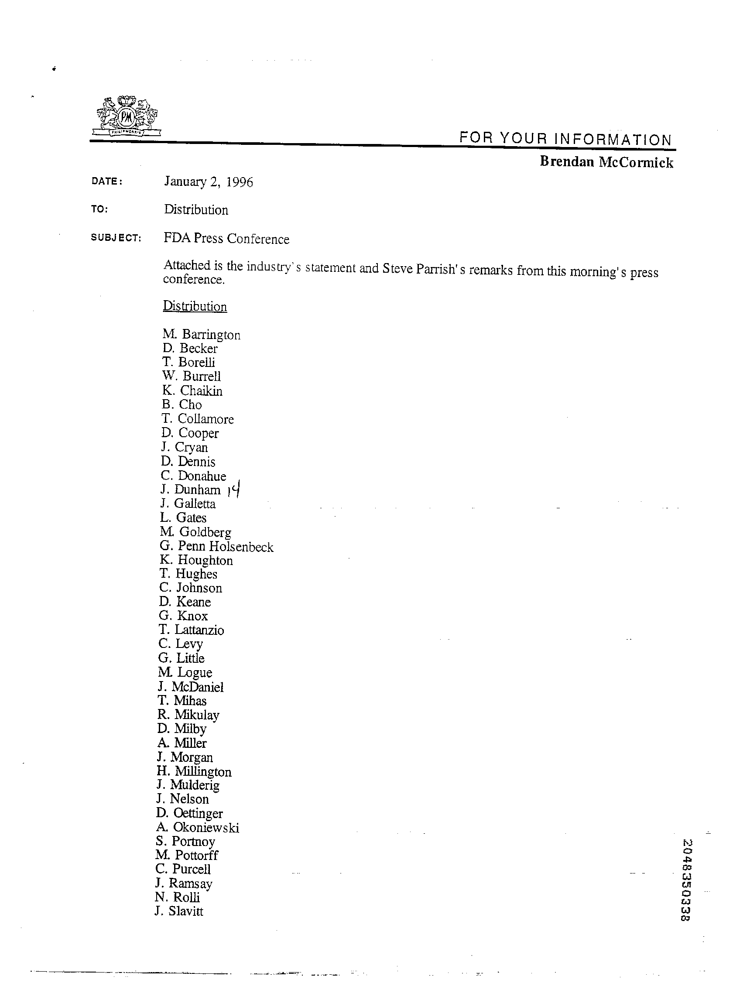 PM
PHILIP MORRIS
FOR YOUR INFORMATION
Brendan McCormick
DATE: January 2, 1996
TO: Distribution
SUBJECT: FDA Press Conference
Attached is the industry's statement and Steve Parrish's remarks from this morning's press
conference.
Distribution
M. Barrington
D. Becker
T. Borelli
W. Burrell
K. Chaikin
B. Cho
T. Collamore
D. Cooper
J. Cryan
D. Dennis
C. Donahue
J. Dunham 14
J. Galletta
L. Gates
M. Goldberg
G. Penn Holsenbeck
K. Houghton
T. Hughes
C. Johnson
D. Keane
G. Knox
T. Lattanzio
C. Levy
G. Little
M. Logue
J. McDaniel
T. Mihas
R. Mikulay
D. Milby
A. Miller
J. Morgan
H. Millington
J. Mulderig
J. Nelson
D. Oettinger
A. Okoniewski
S. Portnoy
M. Pottorff
C. Purcell
J. Ramsay
N. Rolli
J. Slavitt
2048350338